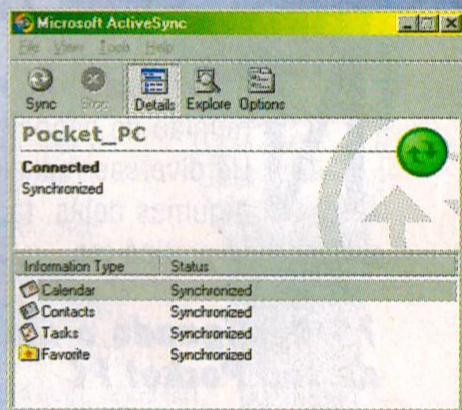 Microsoft ActiveSync
File View Tools Help
Sync Stop Details Explore Options
Pocket_PC
Connected
Synchronized
Information Type Status
Calendar Synchronized
Contacts Synchronized
Tasks Synchronized
Favorite Synchronized